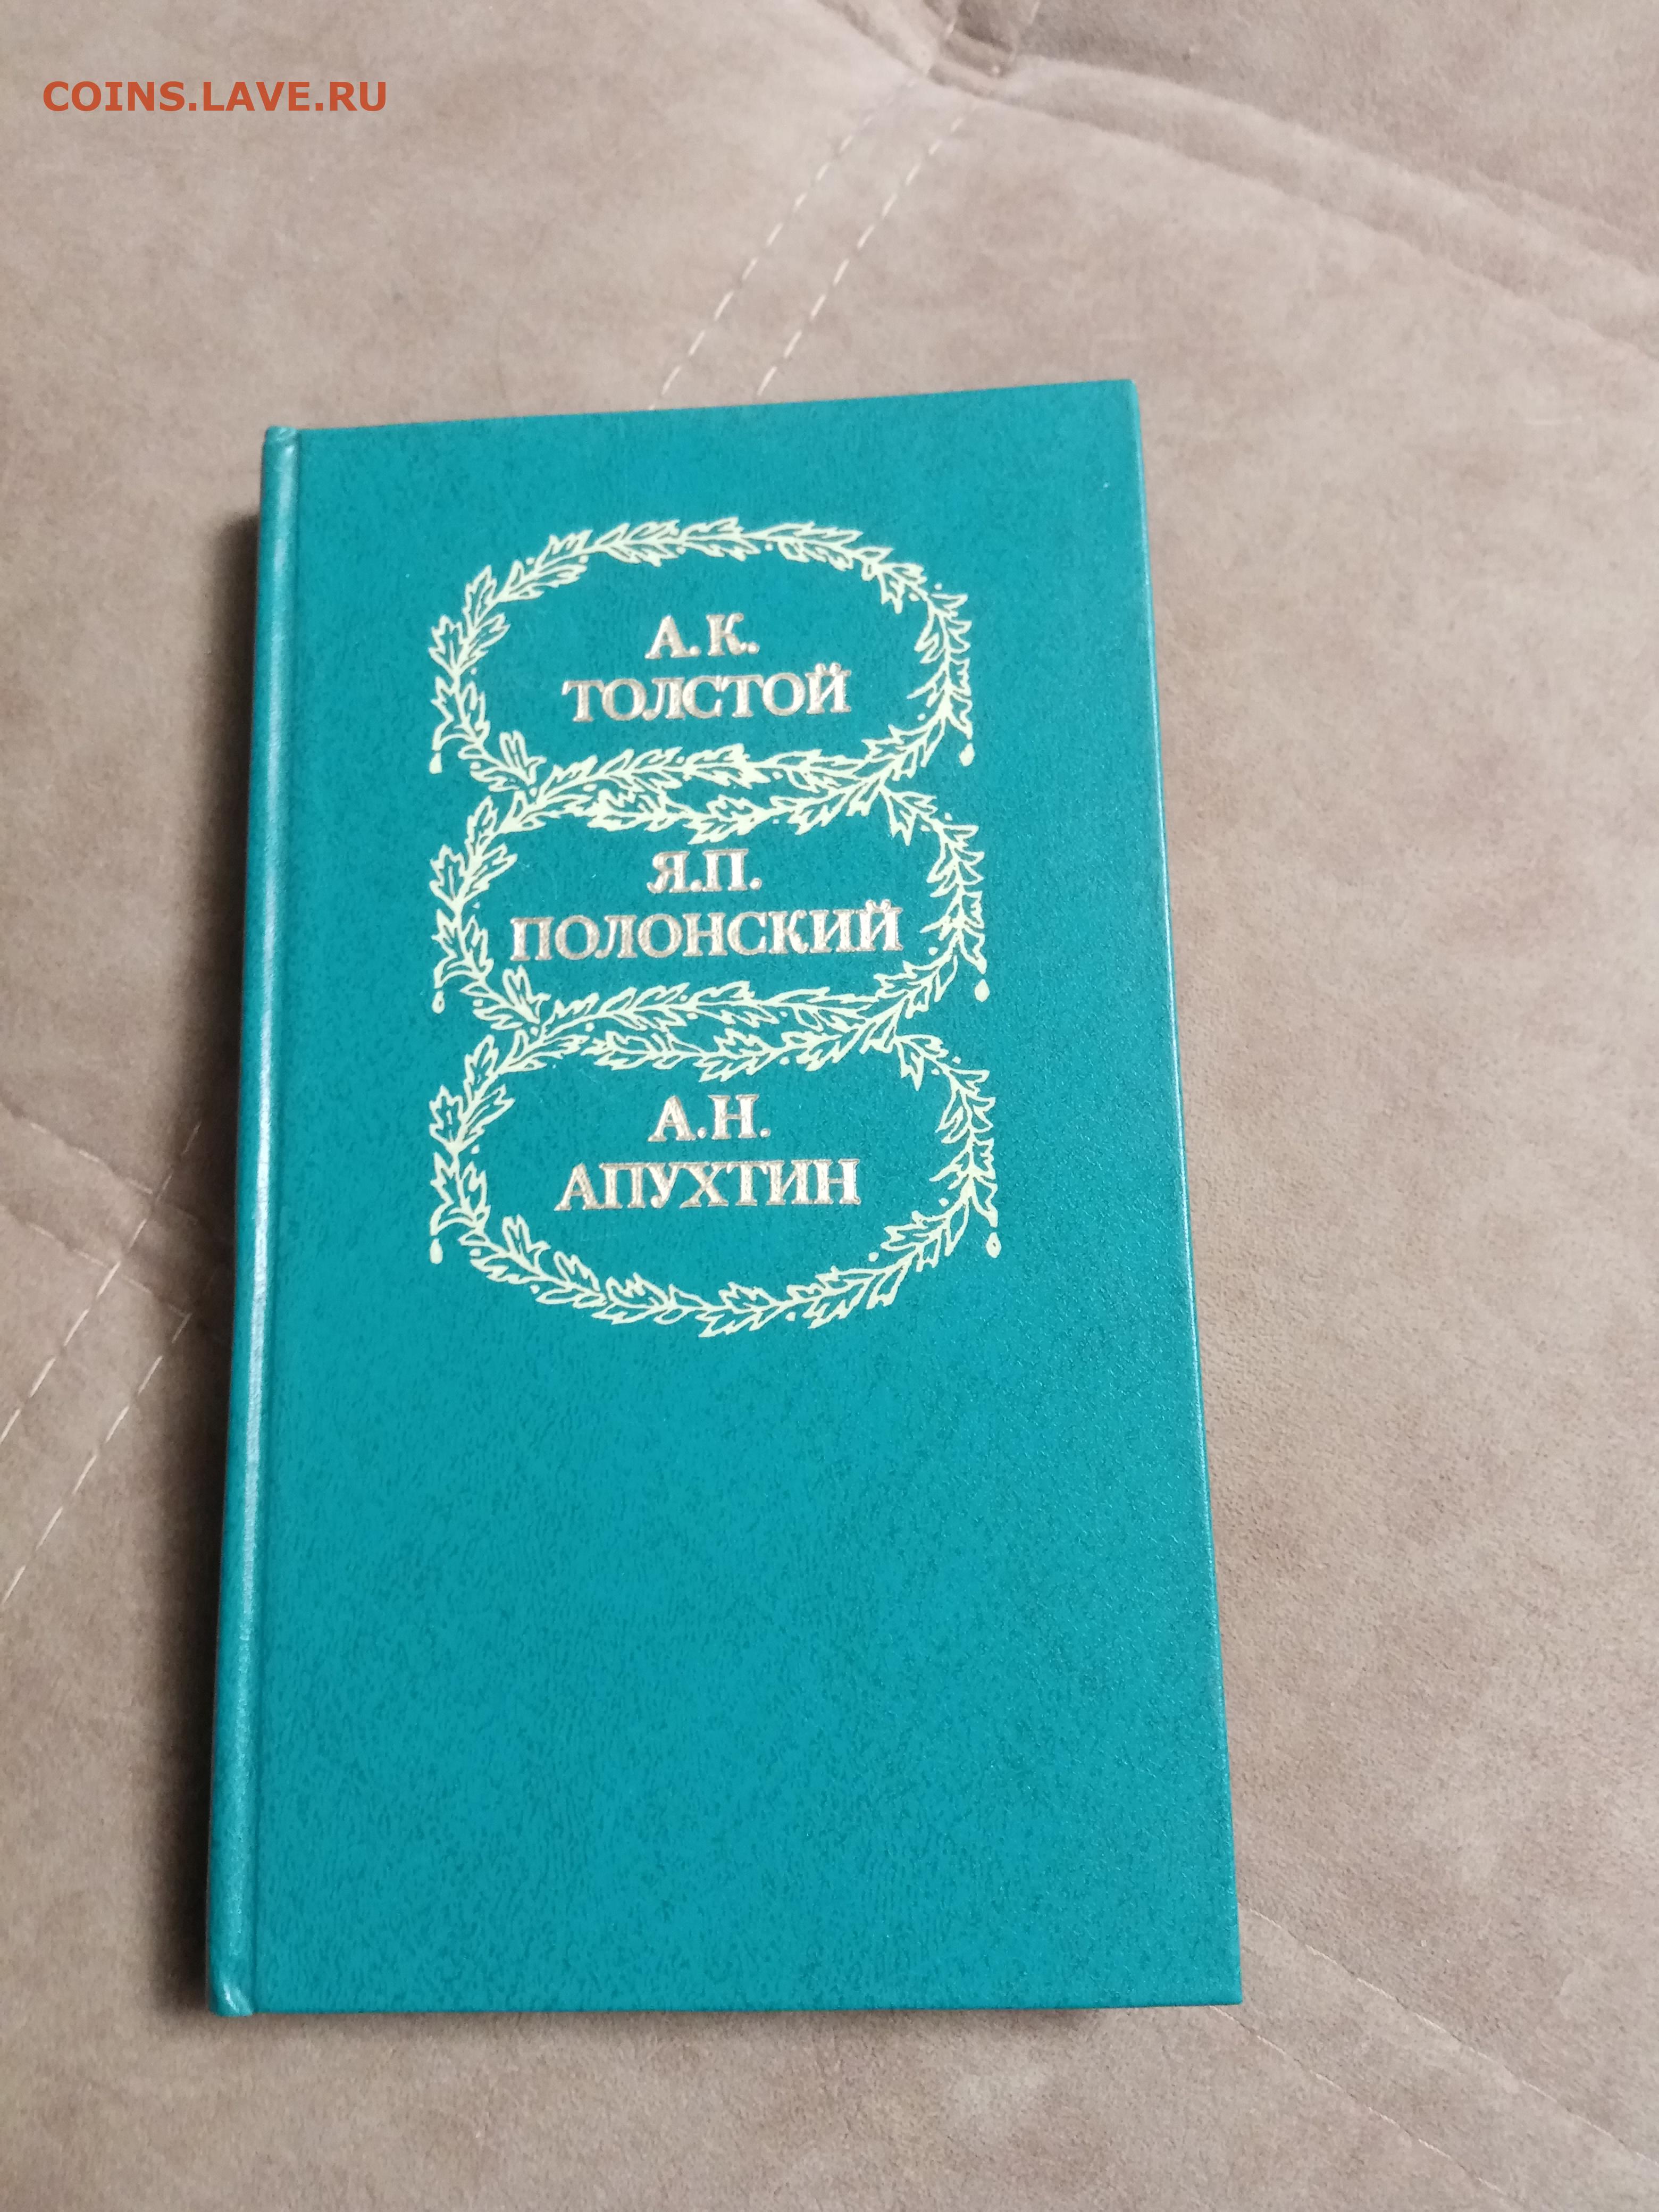 COINS.LAVE.RU
А.К.
ТОЛСТОЙ
Я.П.
ПОЛОНСКИЙ
А.Н.
АПУХТИН